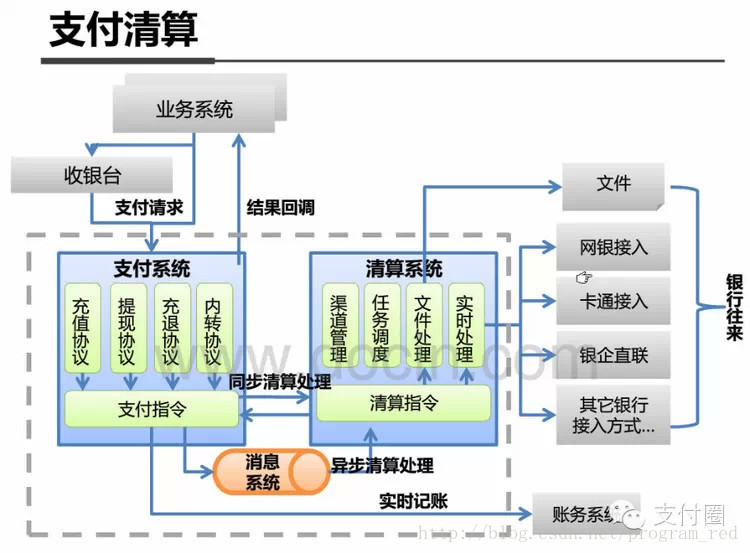 支付清算
业务系统
收银台
支付请求
结果回调
文件
支付系统
清算系统
网银接入
充值协议
提现协议
充退协议
内转协议
渠道管理
任务调度
文件处理
实时处理
卡通接入
银行往来
www.docin.com
银企直联
同步清算处理
支付指令
清算指令
其它银行
接入方式...
消息
系统
异步清算处理
实时记账
账务系统
支付圈
http://blog.csdn.net/program_red